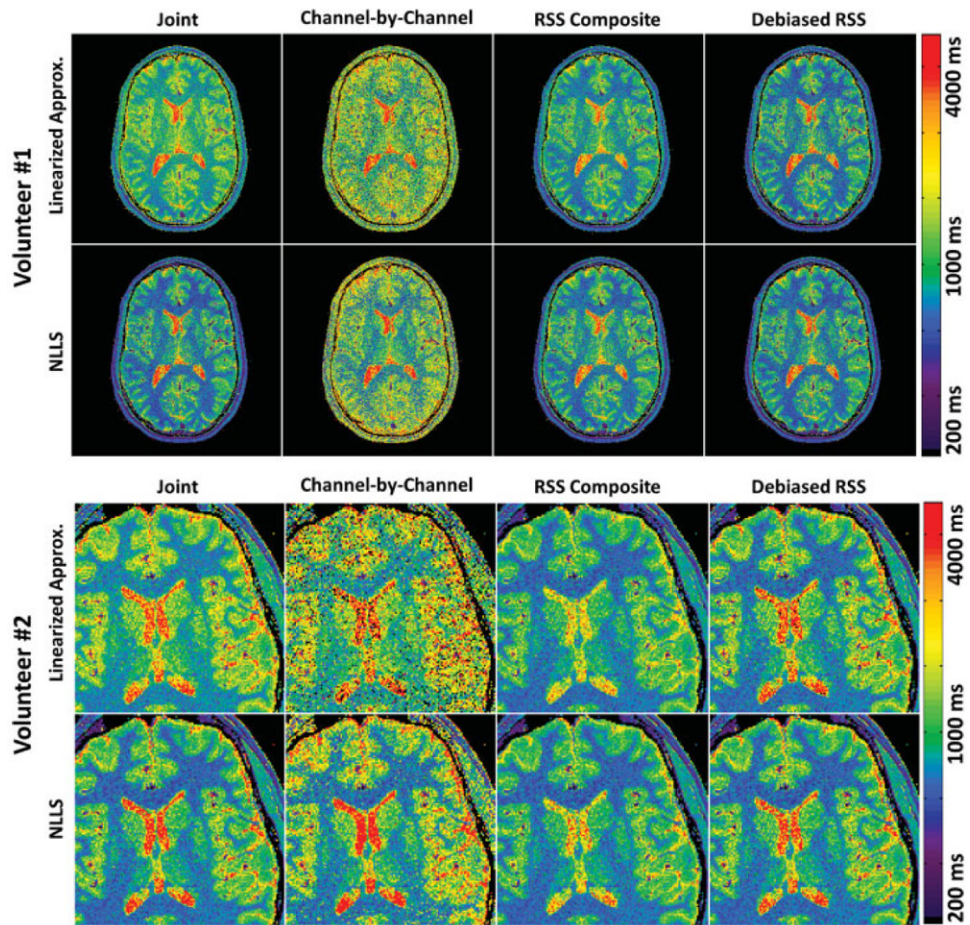 Joint Channel-by-Channel RSS Composite Debiased RSS
Volunteer #1
Linearized Approx.
NLLS
4000 ms
1000 ms
200 ms
Joint Channel-by-Channel RSS Composite Debiased RSS
Volunteer #2
Linearized Approx.
NLLS
4000 ms
1000 ms
200 ms